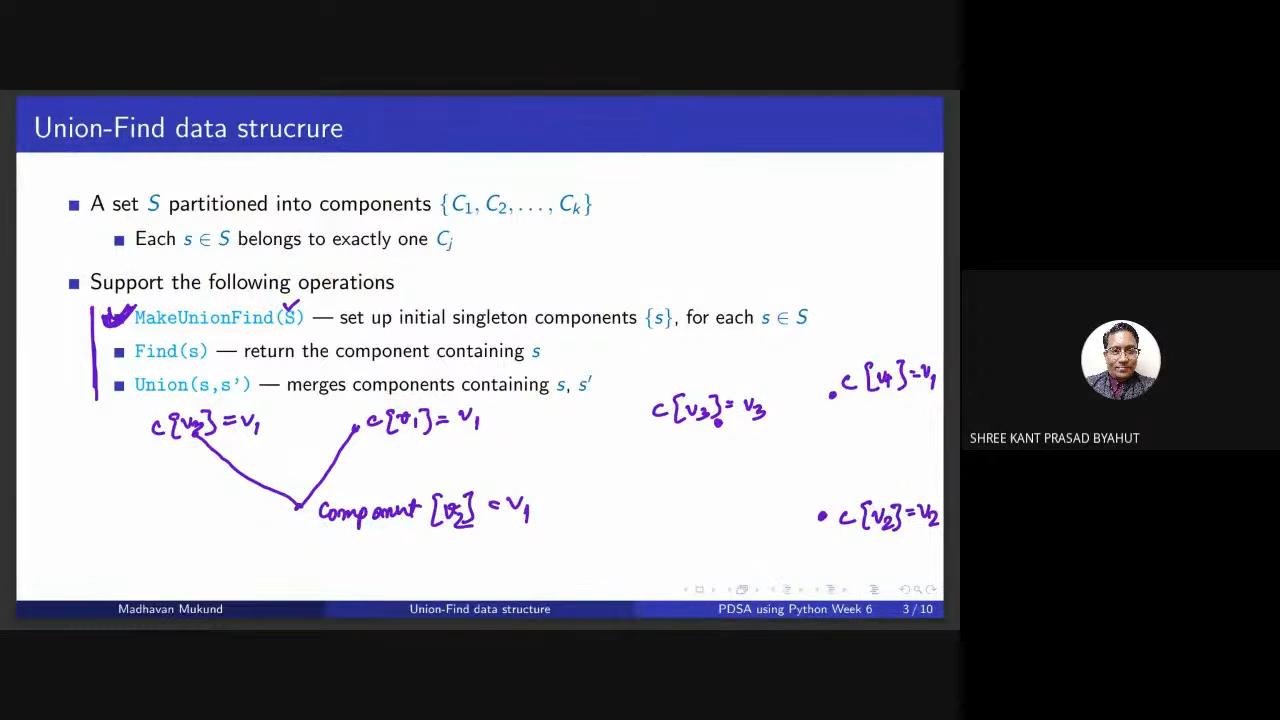 Union-Find data strucrure
A set S partitioned into components {C1, C2, . . . , Ck}
Each s ∈ S belongs to exactly one Cj
Support the following operations
MakeUnionFind(S) — set up initial singleton components {s}, for each s ∈ S
Find(s) — return the component containing s
Union(s,s') — merges components containing s, s′
c[v4]=v1
c[v3]=v3
c[v1]=v1
Component [v2] = v1
c[v2]=v2
Madhavan Mukund Union-Find data structure PDSA using Python Week 6 3 / 10
SHREE KANT PRASAD BYAHUT